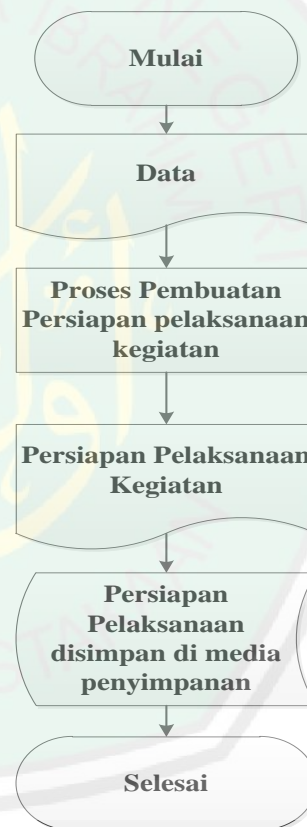 Mulai
Data
Proses Pembuatan
Persiapan pelaksanaan
kegiatan
Persiapan Pelaksanaan
Kegiatan
Persiapan
Pelaksanaan
disimpan di media
penyimpanan
Selesai